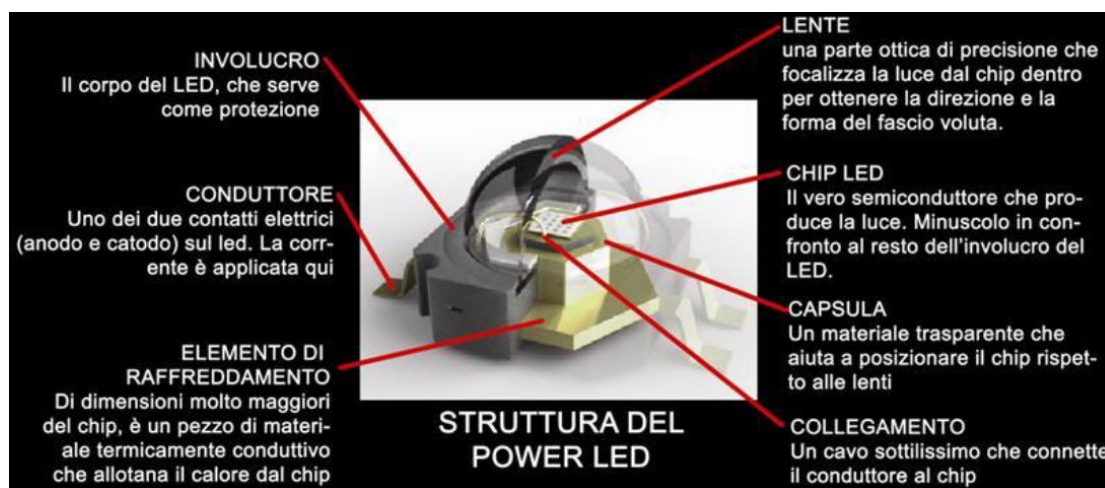 INVOLUCRO
Il corpo del LED, che serve
come protezione
CONDUTTORE
Uno dei due contatti elettrici
(anodo e catodo) sul led. La corr-
ente è applicata qui
ELEMENTO DI
RAFFREDDAMENTO
Di dimensioni molto maggiori
del chip, è un pezzo di materi-
ale termicamente conduttivo
che allotana il calore dal chip
STRUTTURA DEL
POWER LED
LENTE
una parte ottica di precisione che
focalizza la luce dal chip dentro
per ottenere la direzione e la
forma del fascio voluta.
CHIP LED
Il vero semiconduttore che pro-
duce la luce. Minuscolo in con-
fronto al resto dell'involucro del
LED.
CAPSULA
Un materiale trasparente che
aiuta a posizionare il chip rispet-
to alle lenti
COLLEGAMENTO
Un cavo sottilissimo che connette
il conduttore al chip